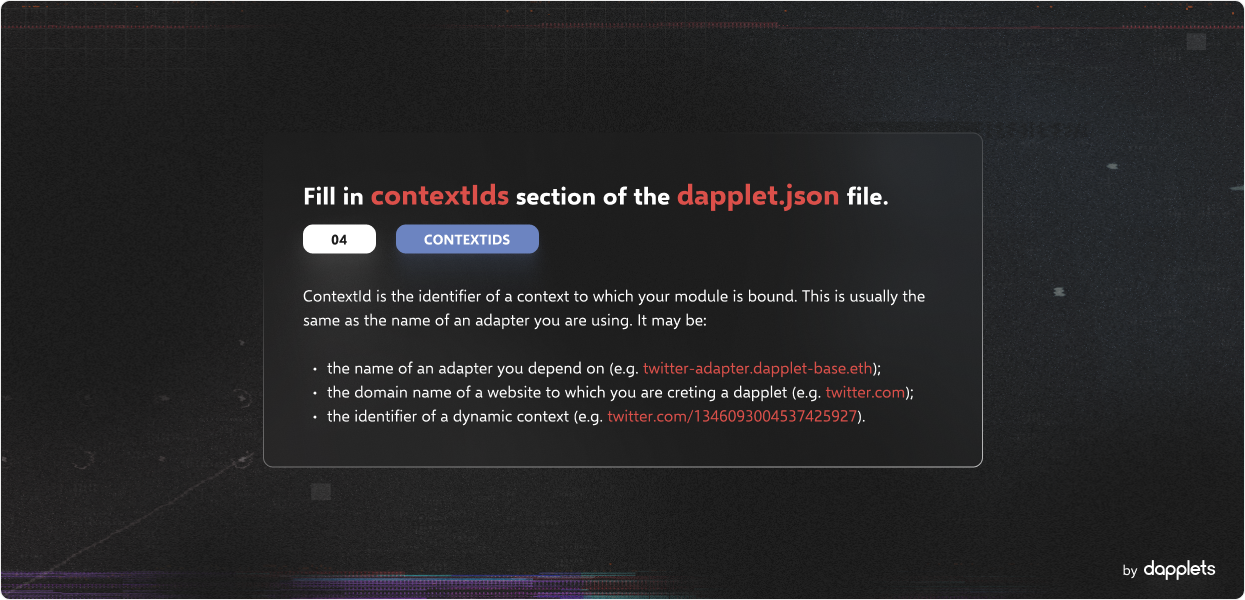 Fill in contextIds section of the dapplet.json file.
04 CONTEXTIDS
ContextId is the identifier of a context to which your module is bound. This is usually the
same as the name of an adapter you are using. It may be:
• the name of an adapter you depend on (e.g. twitter-adapter.dapplet-base.eth);
• the domain name of a website to which you are creting a dapplet (e.g. twitter.com);
• the identifier of a dynamic context (e.g. twitter.com/1346093004537425927).
by dapplets